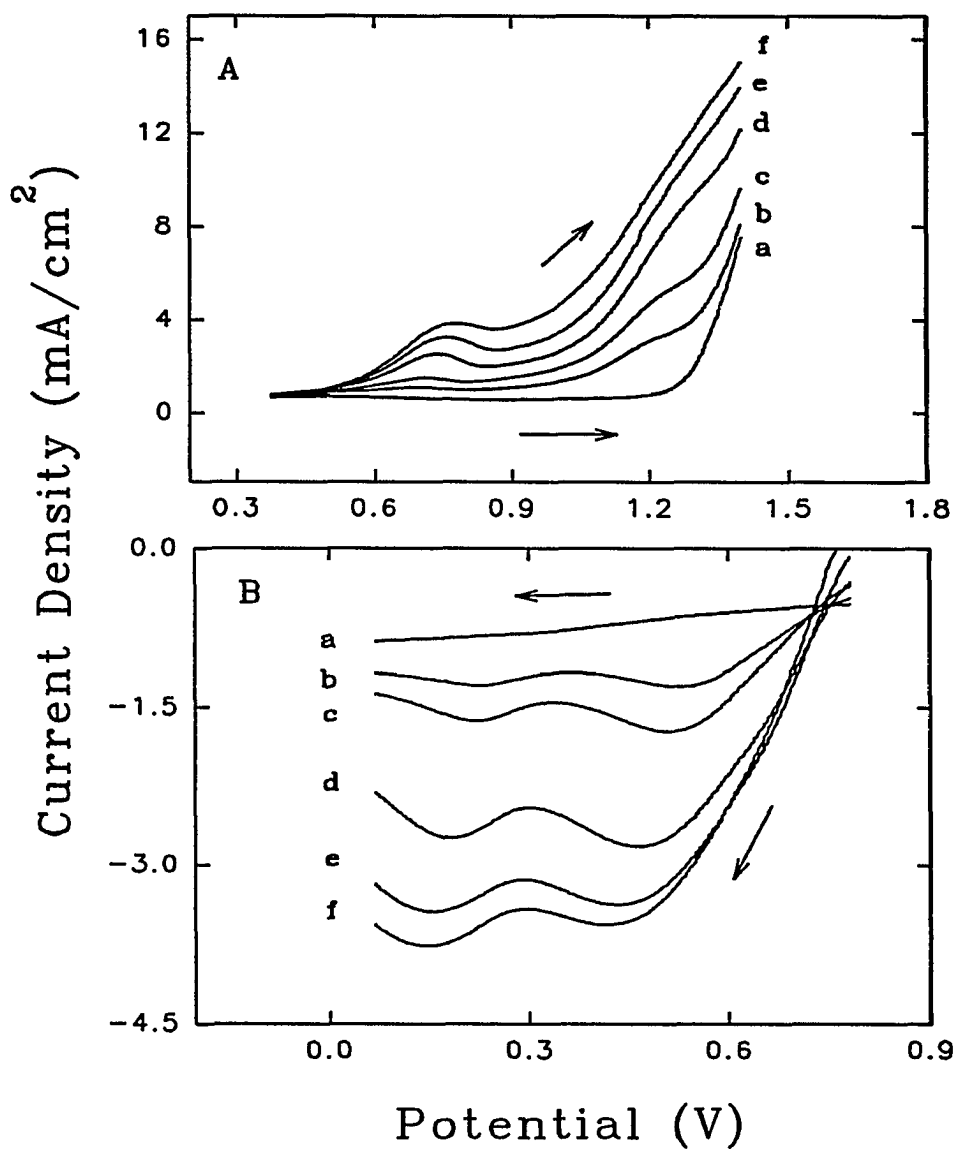 Current Density (mA/cm²)
A
16
12
8
4
0
f
e
d
c
b
a
0.3 0.6 0.9 1.2 1.5 1.8
B
0.0
-1.5
-3.0
-4.5
a
b
c
d
e
f
0.0 0.3 0.6 0.9
Potential (V)